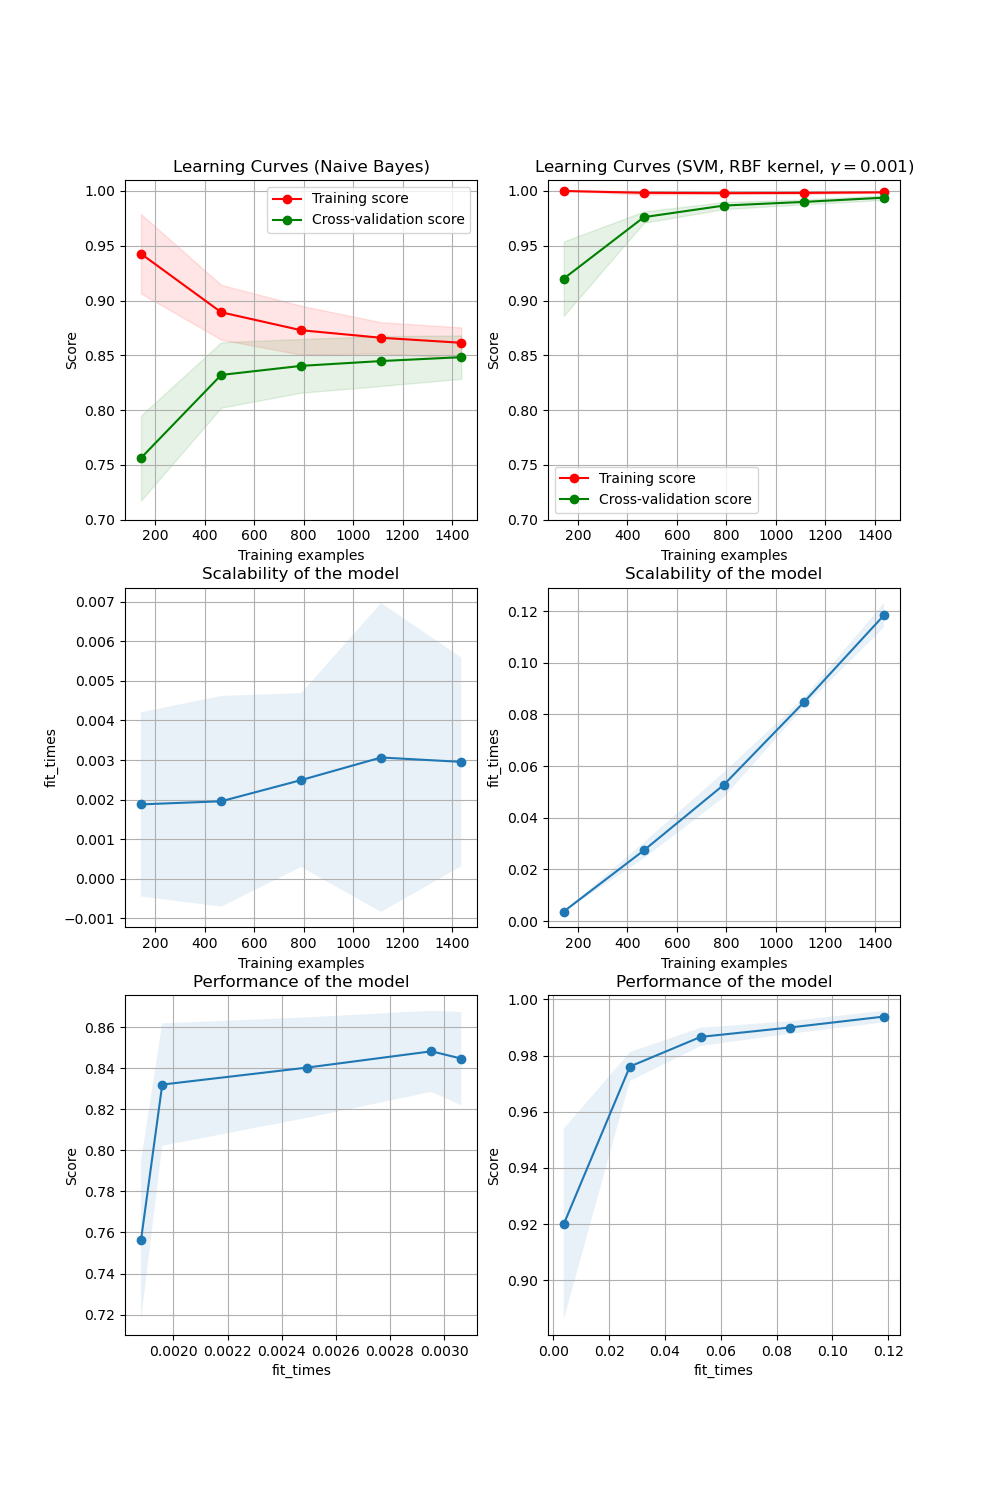 Learning Curves (Naive Bayes)
1.00
0.95
0.90
0.85
0.80
0.75
0.70
Score
Training score
Cross-validation score
200 400 600 800 1000 1200 1400
Training examples
Learning Curves (SVM, RBF kernel, γ = 0.001)
1.00
0.95
0.90
0.85
0.80
0.75
0.70
Score
Training score
Cross-validation score
200 400 600 800 1000 1200 1400
Training examples
Scalability of the model
0.007
0.006
0.005
0.004
0.003
0.002
0.001
0.000
−0.001
fit_times
200 400 600 800 1000 1200 1400
Training examples
Scalability of the model
0.12
0.10
0.08
0.06
0.04
0.02
0.00
fit_times
200 400 600 800 1000 1200 1400
Training examples
Performance of the model
0.86
0.84
0.82
0.80
0.78
0.76
0.74
0.72
Score
0.0020 0.0022 0.0024 0.0026 0.0028 0.0030
fit_times
Performance of the model
1.00
0.98
0.96
0.94
0.92
0.90
Score
0.00 0.02 0.04 0.06 0.08 0.10 0.12
fit_times